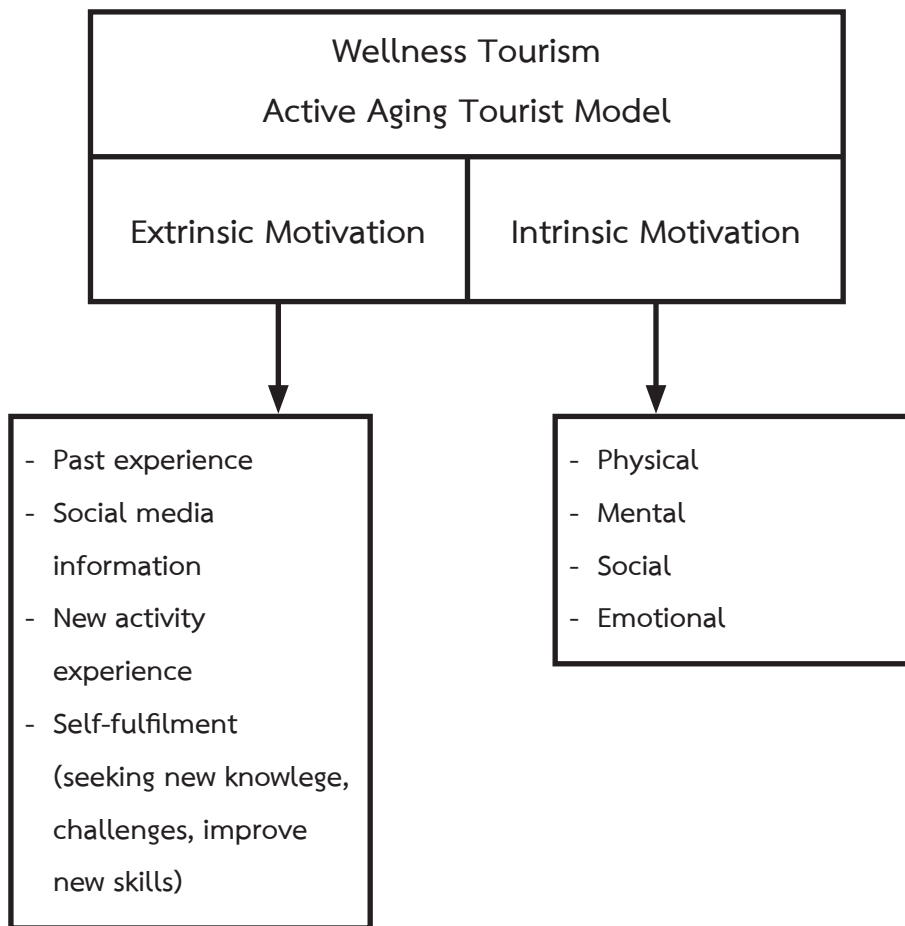 Wellness Tourism
Active Aging Tourist Model
Extrinsic Motivation
Intrinsic Motivation
- Past experience
- Social media
information
- New activity
experience
- Self-fulfilment
(seeking new knowlege,
challenges, improve
new skills)
- Physical
- Mental
- Social
- Emotional